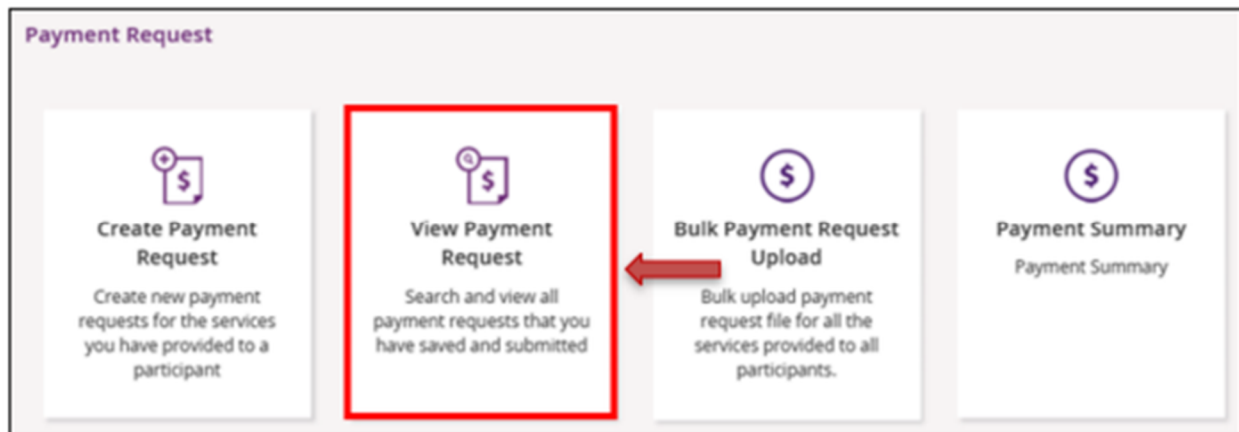 Payment Request
Create Payment
Request
Create new payment
requests for the services
you have provided to a
participant
View Payment
Request
Search and view all
payment requests that you
have saved and submitted
Bulk Payment Request
Upload
Bulk upload payment
request file for all the
services provided to all
participants.
Payment Summary
Payment Summary